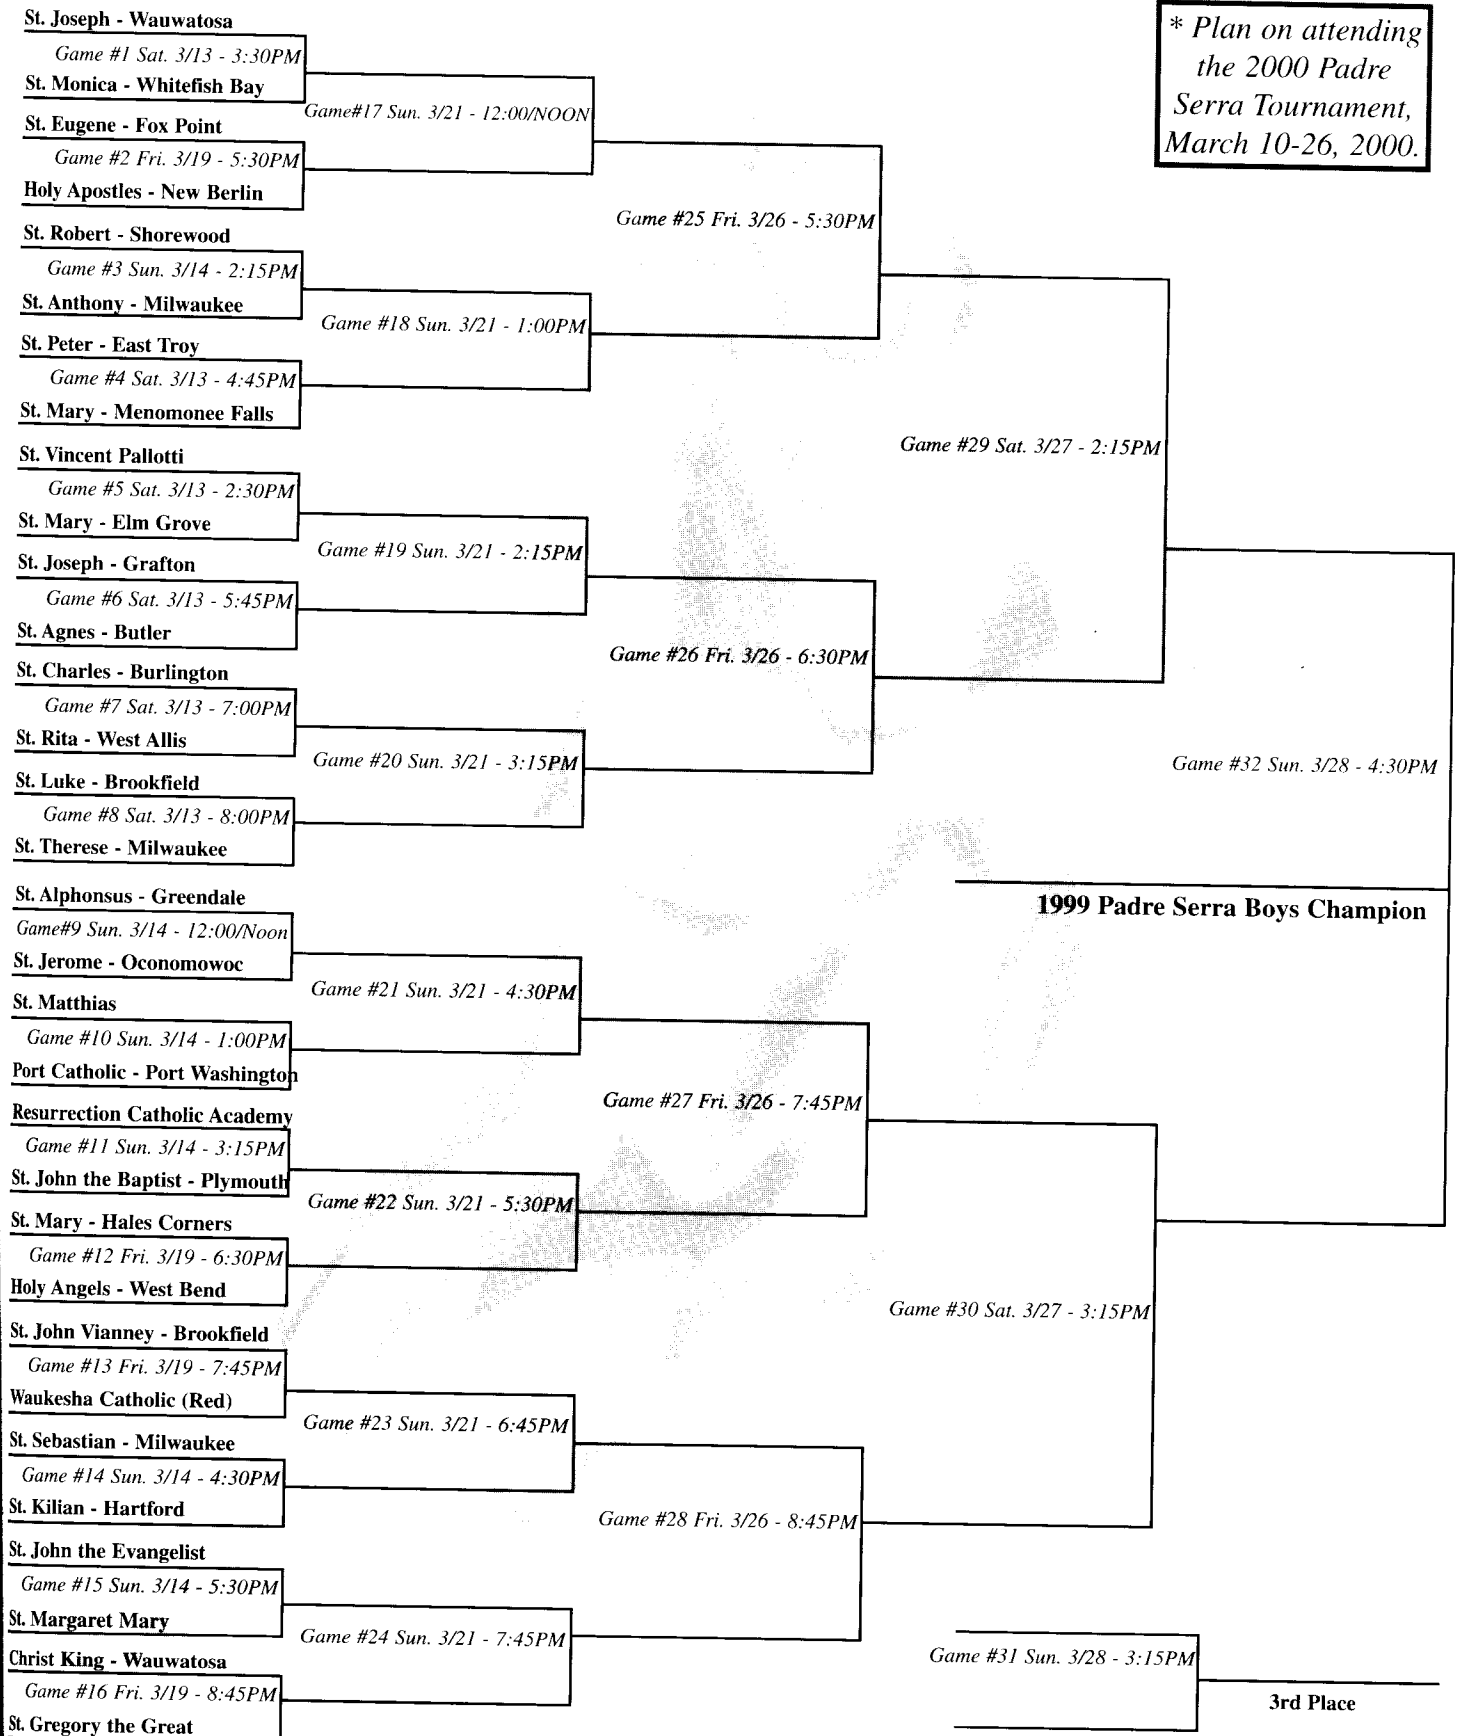 St. Joseph - Wauwatosa
Game #1 Sat. 3/13 - 3:30PM
St. Monica - Whitefish Bay
Game#17 Sun. 3/21 - 12:00/NOON
St. Eugene - Fox Point
Game #2 Fri. 3/19 - 5:30PM
Holy Apostles - New Berlin
Game #25 Fri. 3/26 - 5:30PM
St. Robert - Shorewood
Game #3 Sun. 3/14 - 2:15PM
St. Anthony - Milwaukee
Game #18 Sun. 3/21 - 1:00PM
St. Peter - East Troy
Game #4 Sat. 3/13 - 4:45PM
St. Mary - Menomonee Falls
Game #29 Sat. 3/27 - 2:15PM
St. Vincent Pallotti
Game #5 Sat. 3/13 - 2:30PM
St. Mary - Elm Grove
Game #19 Sun. 3/21 - 2:15PM
St. Joseph - Grafton
Game #6 Sat. 3/13 - 5:45PM
St. Agnes - Butler
Game #26 Fri. 3/26 - 6:30PM
St. Charles - Burlington
Game #7 Sat. 3/13 - 7:00PM
St. Rita - West Allis
Game #20 Sun. 3/21 - 3:15PM
St. Luke - Brookfield
Game #8 Sat. 3/13 - 8:00PM
St. Therese - Milwaukee
Game #32 Sun. 3/28 - 4:30PM
1999 Padre Serra Boys Champion
St. Alphonsus - Greendale
Game#9 Sun. 3/14 - 12:00/Noon
St. Jerome - Oconomowoc
Game #21 Sun. 3/21 - 4:30PM
St. Matthias
Game #10 Sun. 3/14 - 1:00PM
Port Catholic - Port Washington
Game #27 Fri. 3/26 - 7:45PM
Resurrection Catholic Academy
Game #11 Sun. 3/14 - 3:15PM
St. John the Baptist - Plymouth
Game #22 Sun. 3/21 - 5:30PM
St. Mary - Hales Corners
Game #12 Fri. 3/19 - 6:30PM
Holy Angels - West Bend
Game #30 Sat. 3/27 - 3:15PM
St. John Vianney - Brookfield
Game #13 Fri. 3/19 - 7:45PM
Waukesha Catholic (Red)
Game #23 Sun. 3/21 - 6:45PM
St. Sebastian - Milwaukee
Game #14 Sun. 3/14 - 4:30PM
St. Kilian - Hartford
Game #28 Fri. 3/26 - 8:45PM
St. John the Evangelist
Game #15 Sun. 3/14 - 5:30PM
St. Margaret Mary
Game #24 Sun. 3/21 - 7:45PM
Christ King - Wauwatosa
Game #16 Fri. 3/19 - 8:45PM
St. Gregory the Great
Game #31 Sun. 3/28 - 3:15PM
3rd Place
* Plan on attending
the 2000 Padre
Serra Tournament,
March 10-26, 2000.